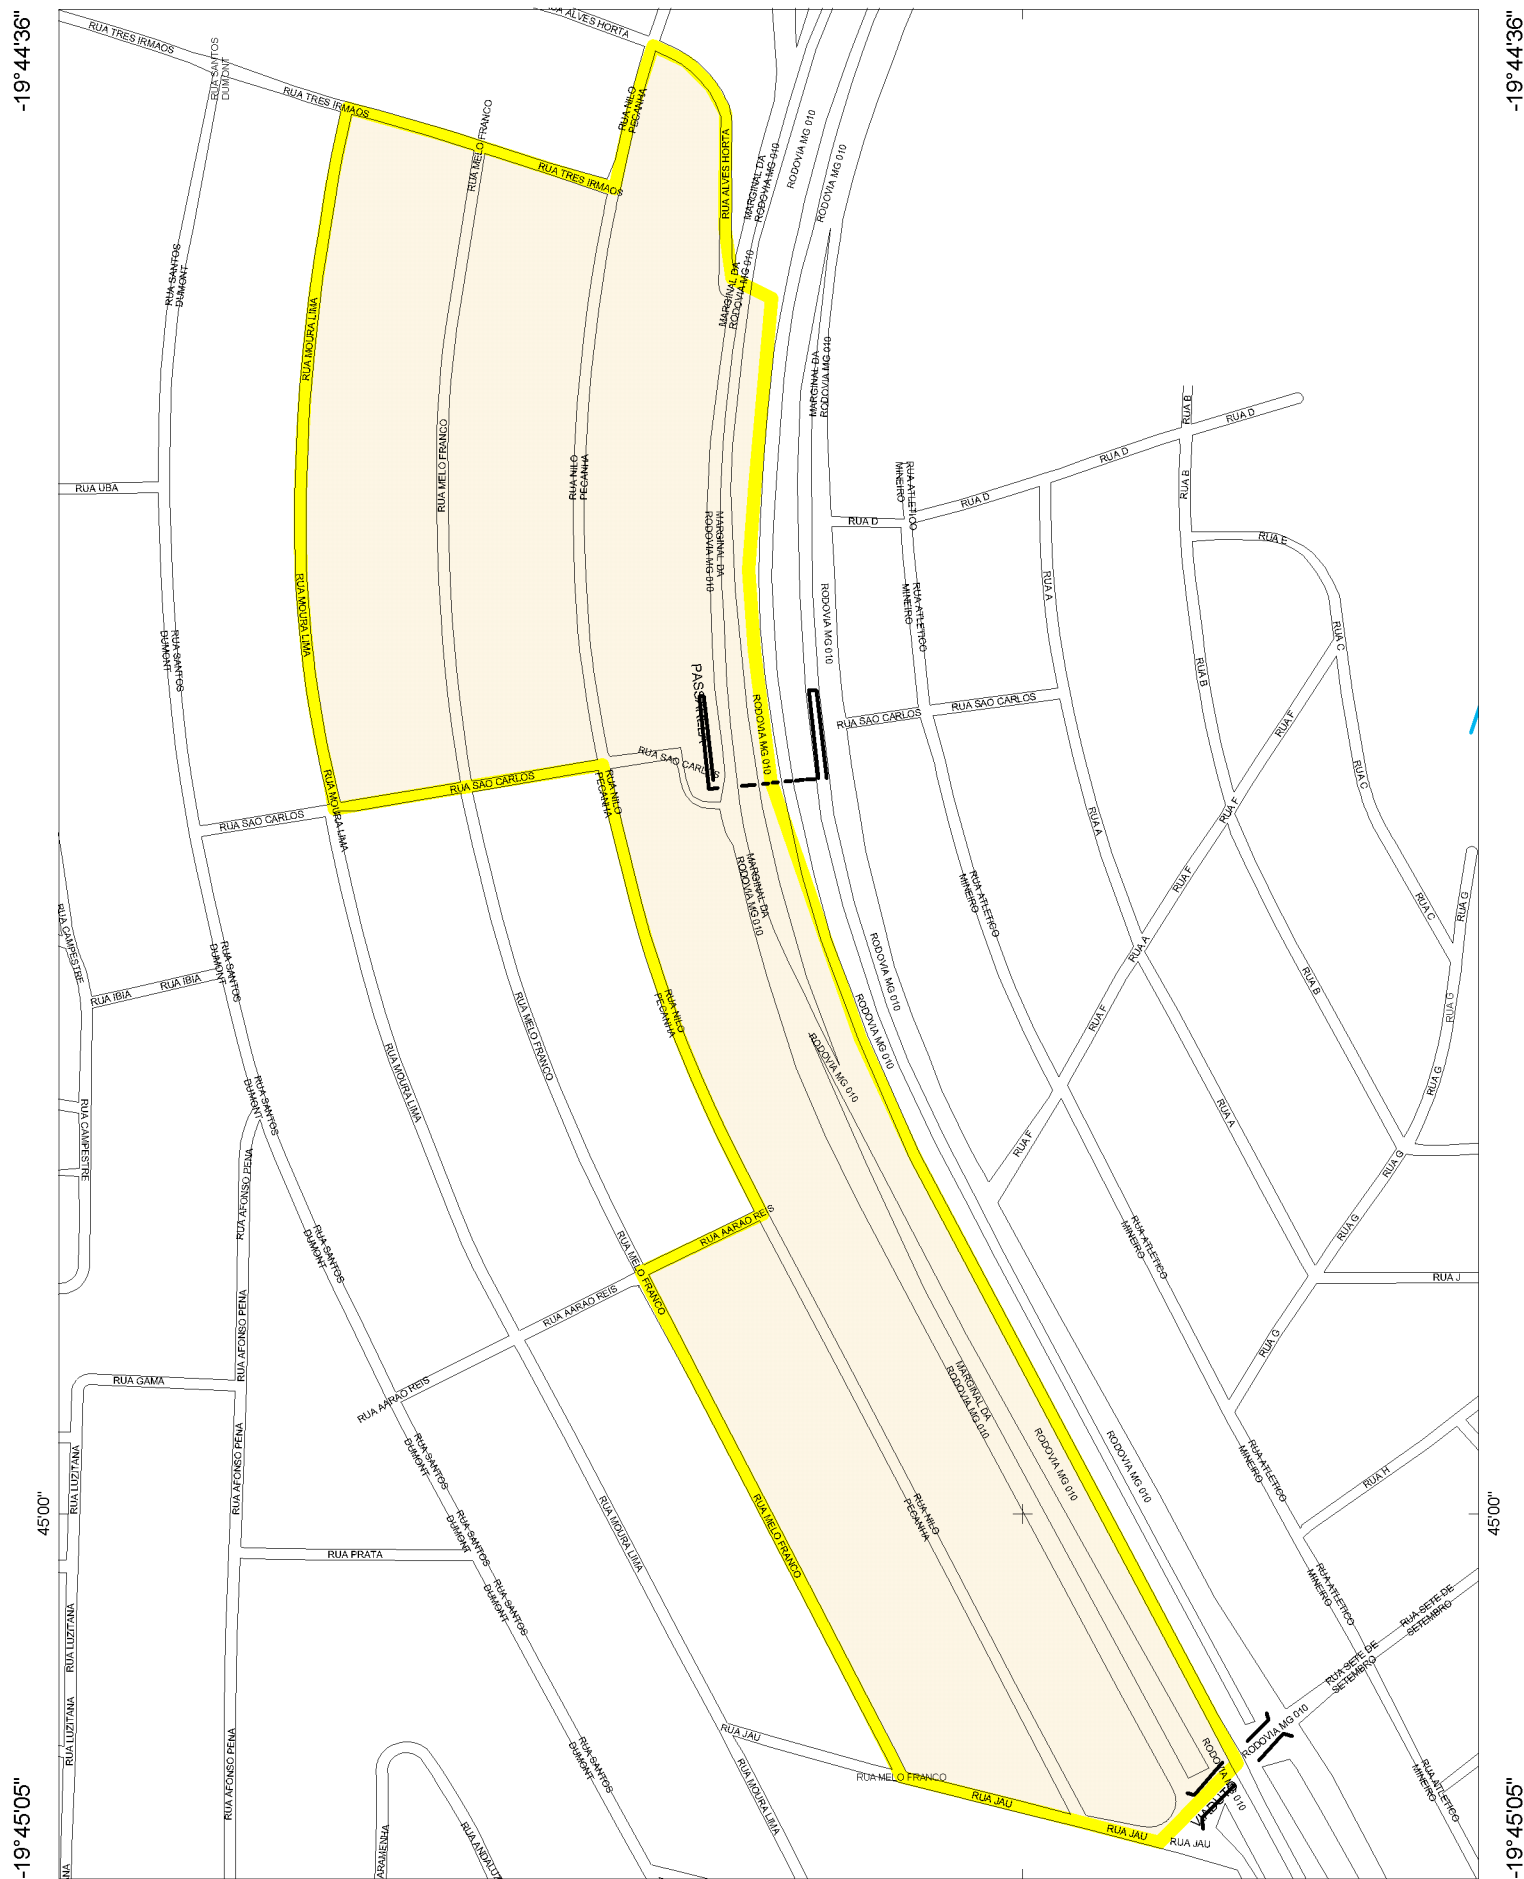 -19°44'36"
-19°44'36"
RUA ALVES HORTA
RUA TRES IRMAOS
RUA SANTOS
DUMONT
RUA TRES IRMAOS
RUA NILO
PECANHA
RUA MELO FRANCO
RUA TRES IRMAOS
RUA ALVES HORTA
MARGINAL DA
RODOVIA MG 010
RODOVIA MG 010
RODOVIA MG 010
RUA SANTOS
DUMONT
MARGINAL DA
RODOVIA MG 010
RUA MOURA LIMA
MARGINAL DA
RODOVIA MG 010
RUA B
RUA D
RUA D
RUA MELO FRANCO
RUA NILO
PECANHA
RUA UBA
RUA ATLETICO
MINEIRO
RUA B
RUA D
RUA D
MARGINAL DA
RODOVIA MG 010
RUA E
RUA MOURA LIMA
RODOVIA MG 010
RUA ATLETICO
MINEIRO
RUA A
RUA C
RUA SANTOS
DUMONT
RUA B
PASSARELA
RODOVIA MG 010
RUA SAO CARLOS
RUA SAO CARLOS
RUA F
RUA SAO CARLOS
RUA SAO CARLOS
RUA C
RUA MOURA LIMA
RUA NILO
PECANHA
RUA SAO CARLOS
RUA A
RUA F
MARGINAL DA
RODOVIA MG 010
RUA ATLETICO
MINEIRO
RUA F
RUA C
RUA G
RUA CAMPESTRE
RUA A
RUA IBIA
RUA IBIA
RUA SANTOS
DUMONT
RODOVIA MG 010
RUA B
RUA NILO
PECANHA
RUA MELO FRANCO
RODOVIA MG 010
RUA F
RUA G
RODOVIA MG 010
RUA MOURA LIMA
RUA G
RUA SANTOS
DUMONT
RUA CAMPESTRE
RUA A
RUA F
RUA G
RUA AFONSO PENA
RUA AARAO REIS
RUA G
RUA SANTOS
DUMONT
RUA MELO FRANCO
RUA ATLETICO
MINEIRO
RUA J
RUA AARAO REIS
RUA AFONSO PENA
RUA G
RUA GAMA
RUA AARAO REIS
MARGINAL DA
RODOVIA MG 010
RUA SANTOS
DUMONT
RODOVIA MG 010
RODOVIA MG 010
RUA ATLETICO
MINEIRO
RUA H
RUA LUZITANA
RUA AFONSO PENA
45'00"
45'00"
RUA NILO
PECANHA
RUA MELO FRANCO
RUA SANTOS
DUMONT
RUA MOURA LIMA
RUA PRATA
RUA SANTOS
DUMONT
RUA ATLETICO
MINEIRO
RUA SETE DE
SETEMBRO
RUA LUZITANA
RUA SETE DE
SETEMBRO
RUA LUZITANA
RUA JAU
RODOVIA MG 010
RODOVIA MG 010
RUA AFONSO PENA
RUA SANTOS
DUMONT
RUA MELO FRANCO
RUA MOURA LIMA
RUA JAU
VIADUTO
RUA ATLETICO
MINEIRO
RUA JAU
RUA JAU
ARAMENHA
RUA ANDALUZ
ANA
-19°45'05"
-19°45'05"